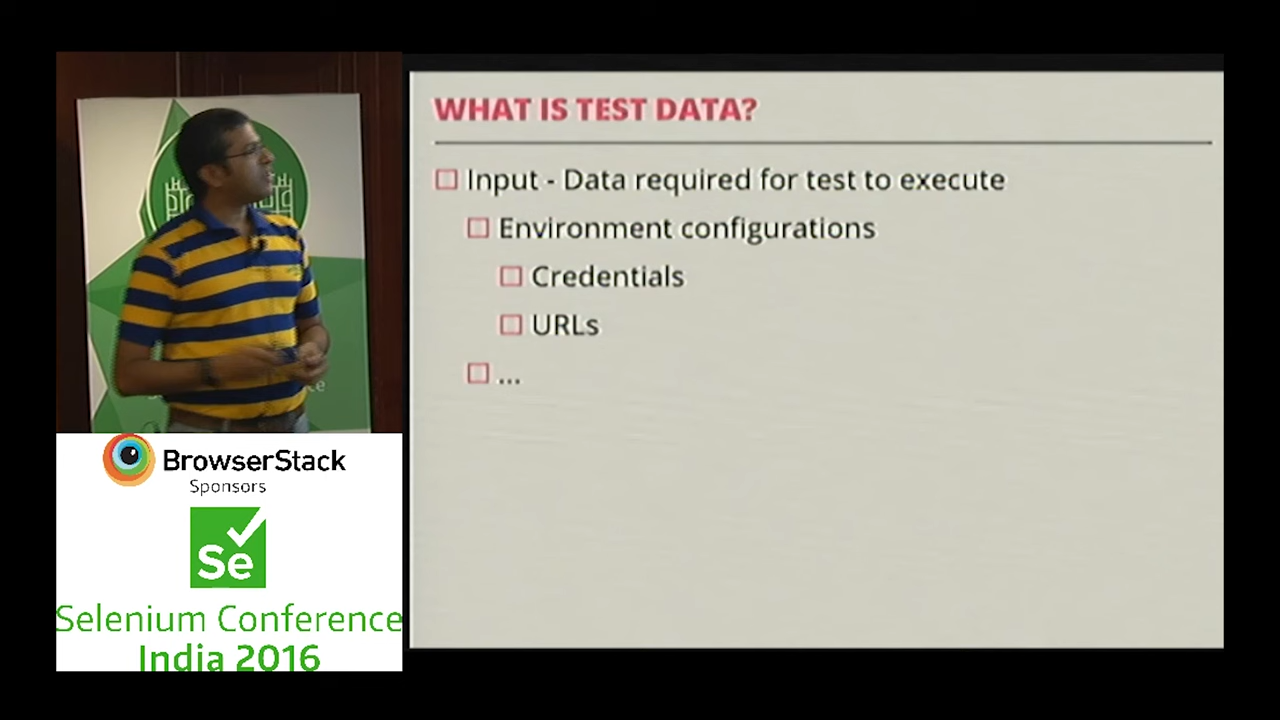 WHAT IS TEST DATA?
Input - Data required for test to execute
Environment configurations
Credentials
URLs
...
BrowserStack
Sponsors
Se
Selenium Conference
India 2016